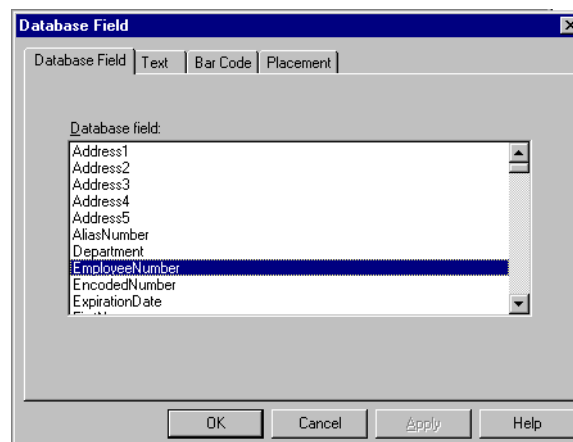 Database Field
Database Field Text Bar Code Placement
Database field:
Address1
Address2
Address3
Address4
Address5
AliasNumber
Department
EmployeeNumber
EncodedNumber
ExpirationDate
OK Cancel Apply Help